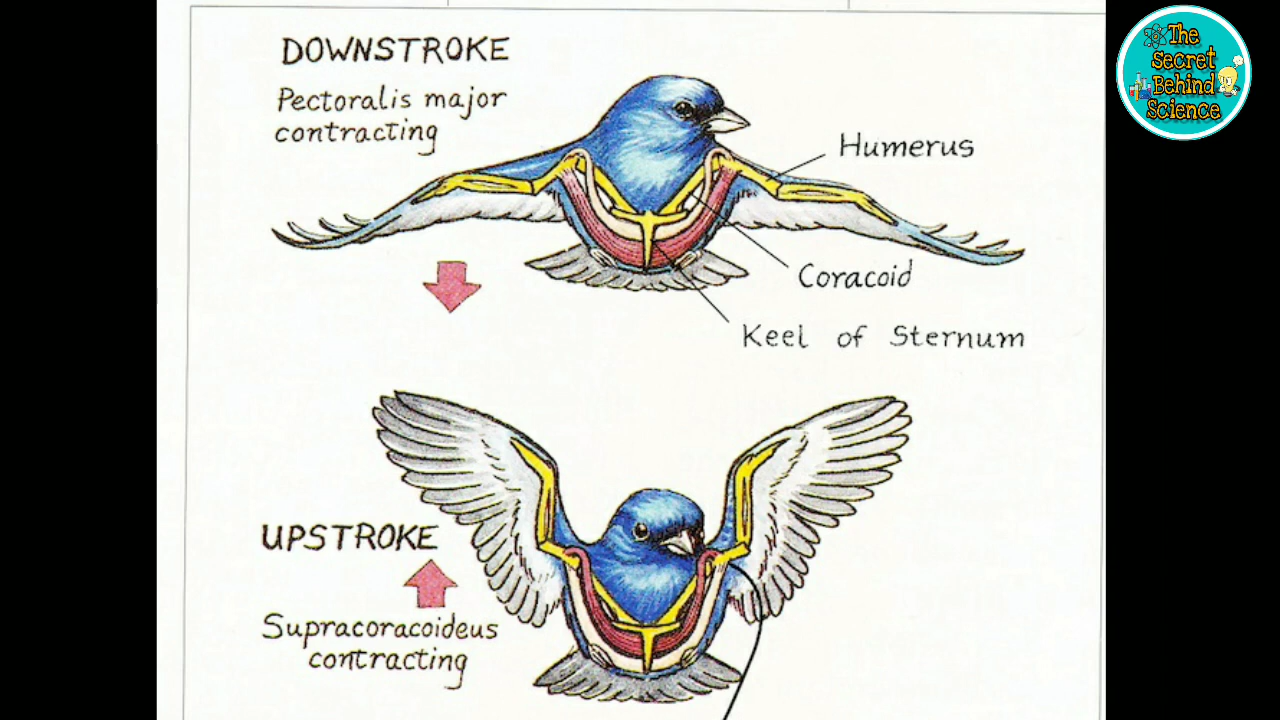 DOWNSTROKE
Pectoralis major
contracting
Humerus
Coracoid
Keel of Sternum
UPSTROKE
Supracoracoideus
contracting
The
Secret
Behind
Science